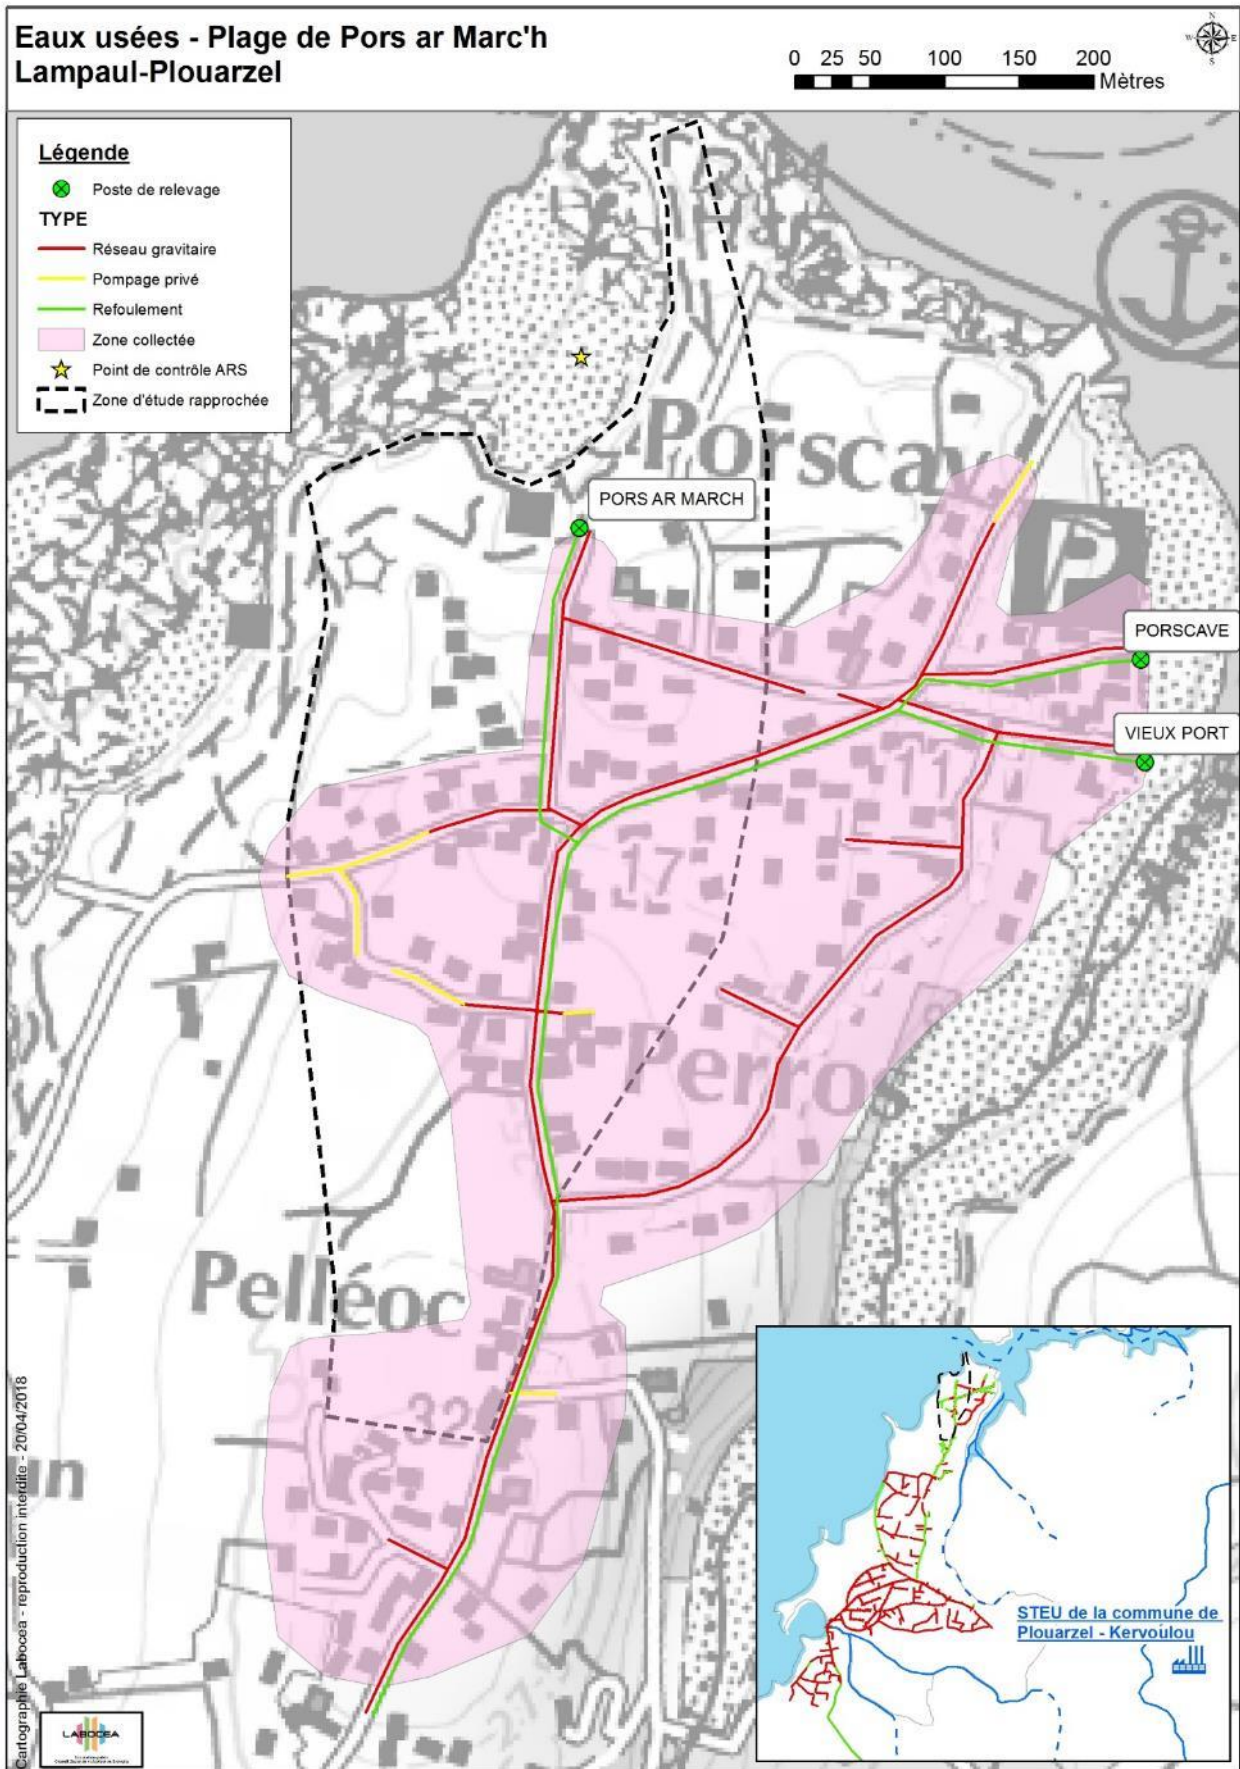 Eaux usées - Plage de Pors ar Marc'h
Lampaul-Plouarzel
0 25 50 100 150 200
Mètres
N
W E
S
Légende
Poste de relevage
TYPE
Réseau gravitaire
Pompage privé
Refoulement
Zone collectée
Point de contrôle ARS
Zone d'étude rapprochée
Porscav
PORS AR MARCH
P
PORSCAVE
VIEUX PORT
11
17
Perros
Pelléoc
32
un
STEU de la commune de
Plouarzel - Kervoulou
Cartographie Labocea - reproduction interdite - 20/04/2018
LABOCEA